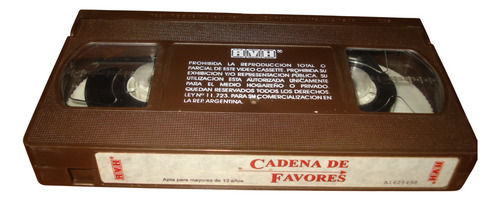 AVH
PROHIBIDA LA REPRODUCCION TOTAL O
PARCIAL DE ESTE VIDEO CASSETTE. PROHIBIDA SU
EXHIBICION Y/O REPRESENTACIÓN PUBLICA. SU
UTILIZACION ESTA AUTORIZADA UNICAMENTE
PARA EL MEDIO HOGAREÑO O PRIVADO.
QUEDAN RESERVADOS TODOS LOS DERECHOS.
LEY Nº 11.723. PARA SU COMERCIALIZACION EN
LA REP. ARGENTINA.
AVH
CADENA DE
FAVORES
Apta para mayores de 13 años
AVH